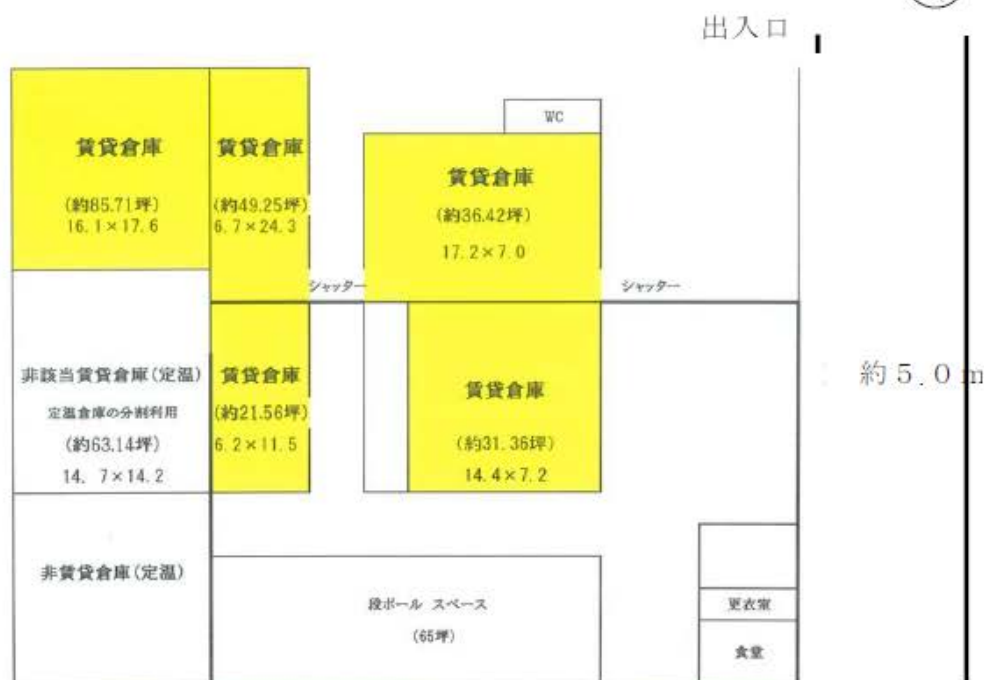 出入口
WC
賃貸倉庫
(約85.71坪)
16.1×17.6
賃貸倉庫
(約49.25坪)
6.7×24.3
賃貸倉庫
(約36.42坪)
17.2×7.0
シャッター
シャッター
非該当賃貸倉庫(定温)
定温倉庫の分割利用
(約63.14坪)
14.7×14.2
賃貸倉庫
(約21.56坪)
6.2×11.5
賃貸倉庫
(約31.36坪)
14.4×7.2
約5.0m
非賃貸倉庫(定温)
段ボール スペース
(65坪)
更衣室
食堂